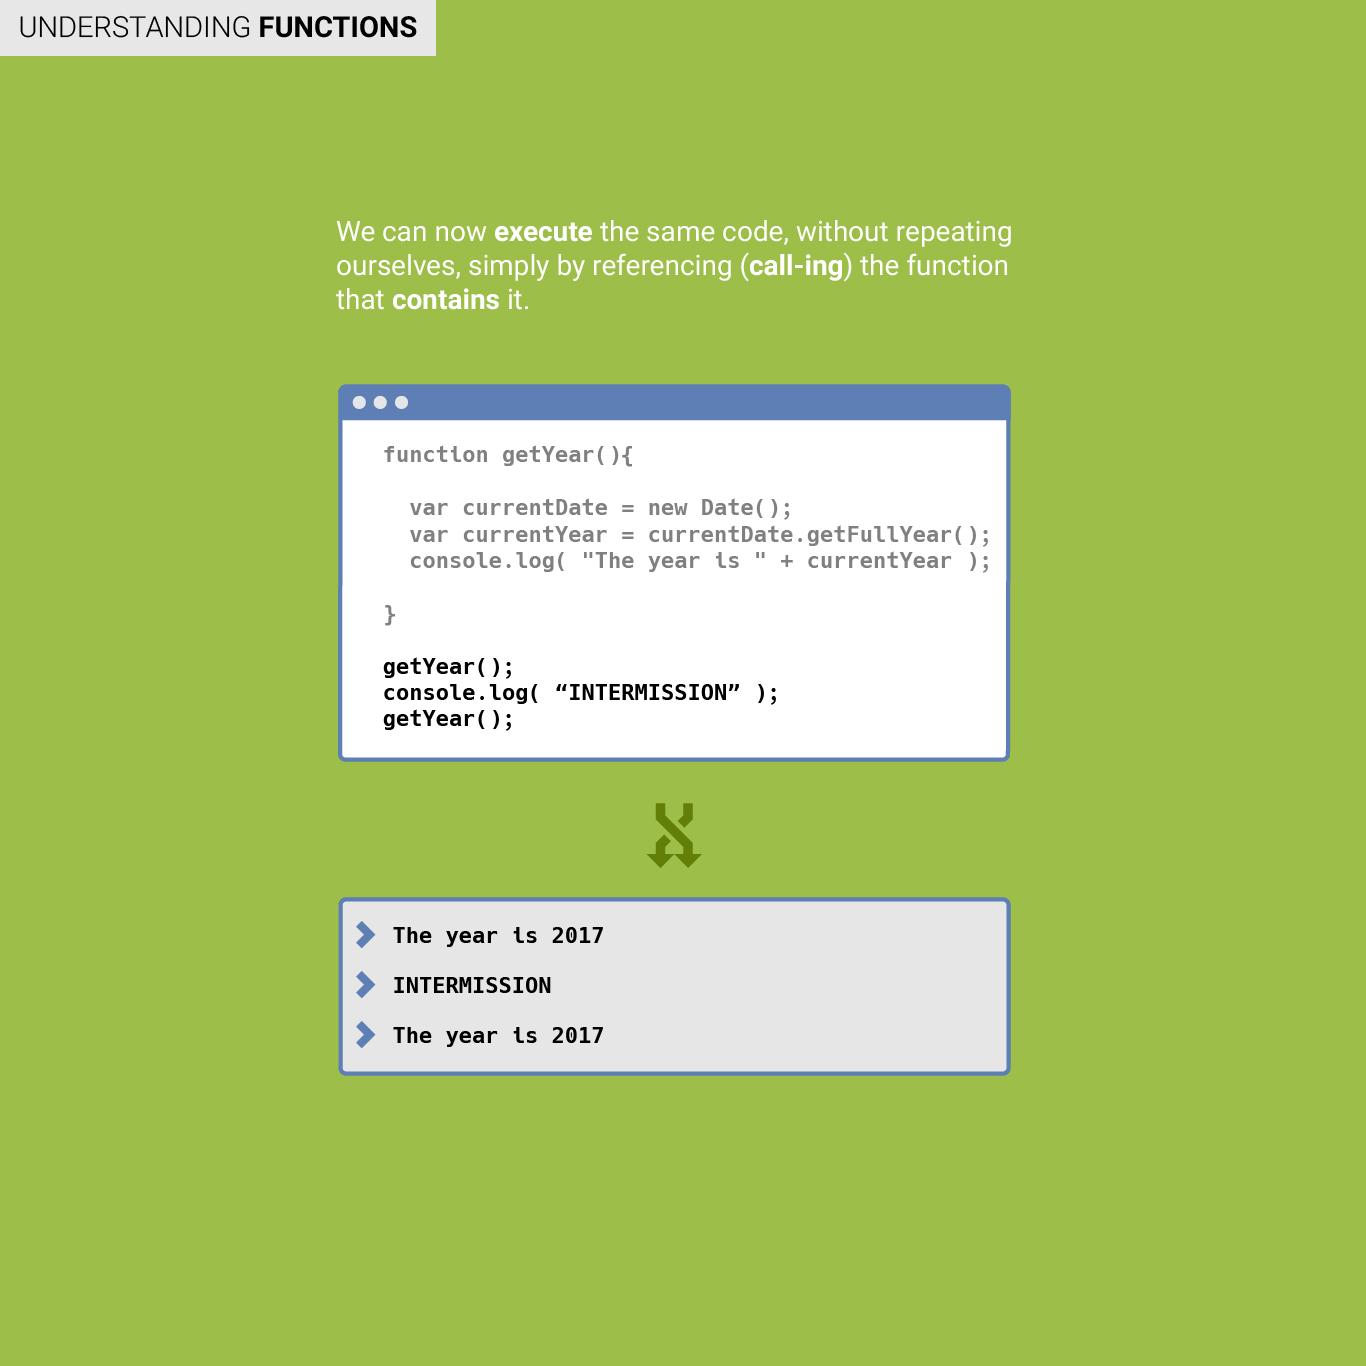 UNDERSTANDING FUNCTIONS
We can now execute the same code, without repeating
ourselves, simply by referencing (call-ing) the function
that contains it.
function getYear(){
var currentDate = new Date();
var currentYear = currentDate.getFullYear();
console.log( "The year is " + currentYear );
}
getYear();
console.log( “INTERMISSION” );
getYear();
The year is 2017
INTERMISSION
The year is 2017